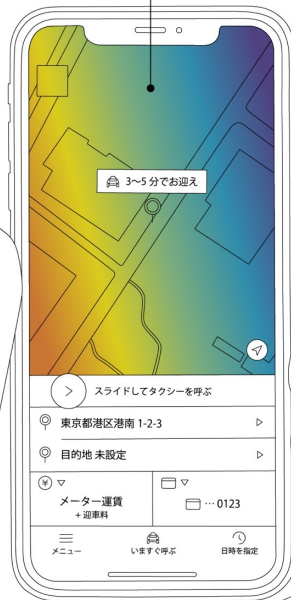 3〜5 分でお迎え
スライドしてタクシーを呼ぶ
東京都港区港南 1-2-3
目的地 未設定
¥
メーター運賃
+ 迎車料
… 0123
メニュー
いますぐ呼ぶ
日時を指定